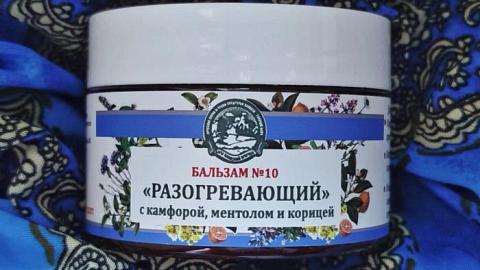 БАЛЬЗАМ №10
«РАЗОГРЕВАЮЩИЙ»
с камфорой, ментолом и корицей